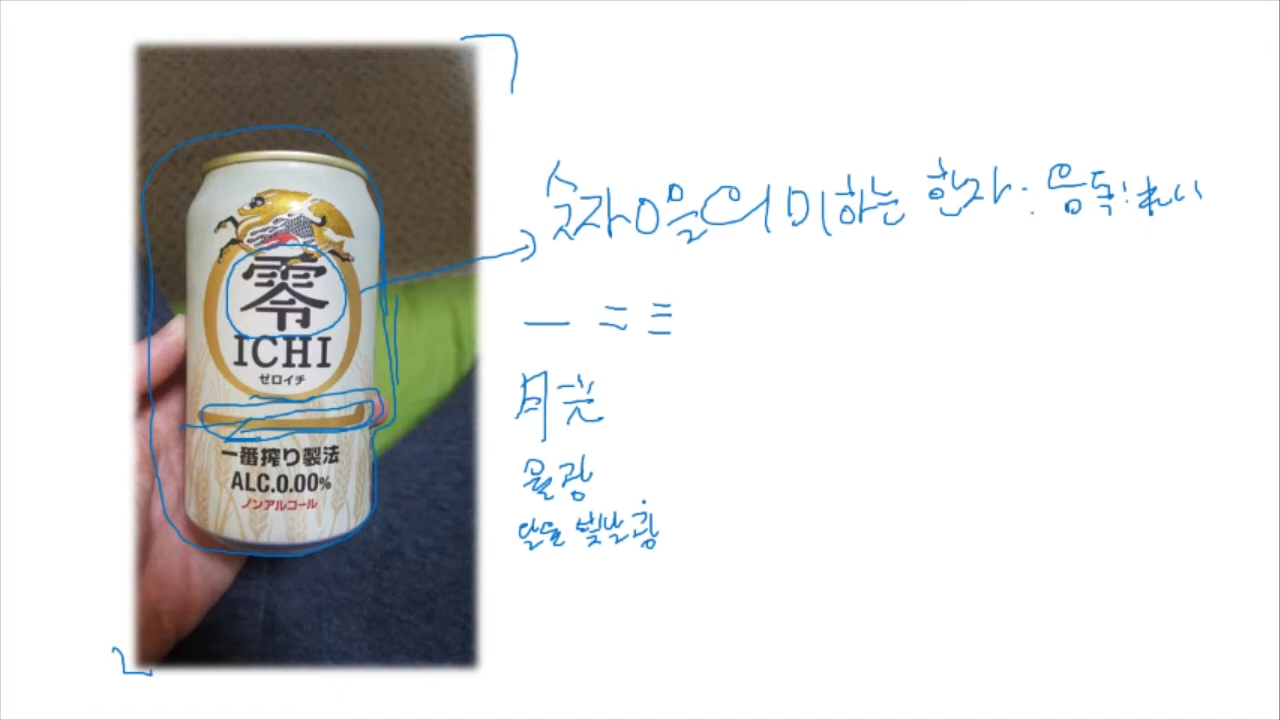 零
ICHI
ゼロイチ
一番搾り製法
ALC.0.00%
ノンアルコール
숫자 0을 의미하는 한자: 음독: れい
一 二 三
月光
월광
달월 빛날 광